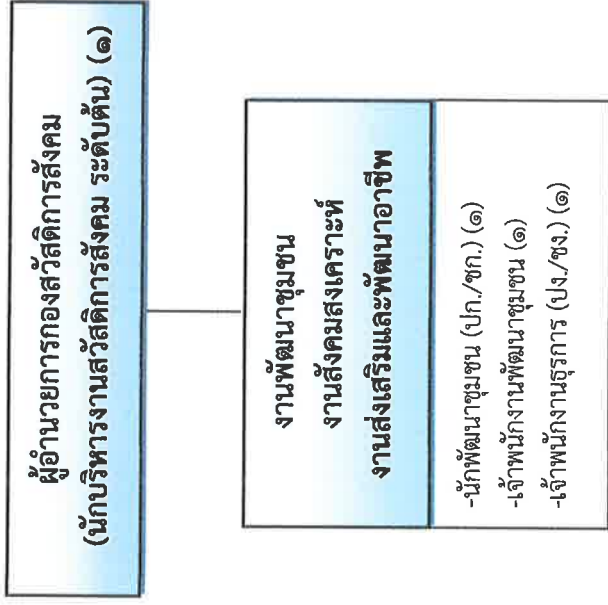 ผู้อำนวยการกองสวัสดิการสังคม
(นักบริหารงานสวัสดิการสังคม ระดับต้น) (๑)
งานพัฒนาชุมชน
งานสังคมสงเคราะห์
งานส่งเสริมและพัฒนาอาชีพ
-นักพัฒนาชุมชน (ปก./ชก.) (๑)
-เจ้าพนักงานพัฒนาชุมชน (๑)
-เจ้าพนักงานธุรการ (ปง./ชง.) (๑)